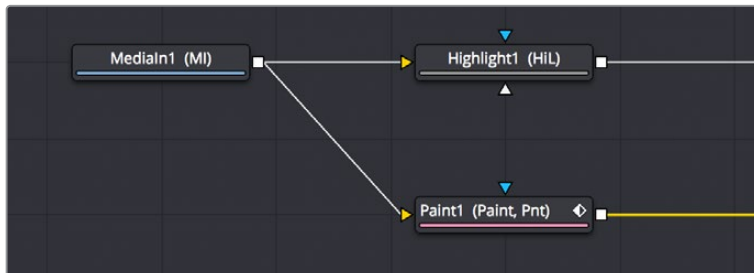 MediaIn1 (MI)
Highlight1 (HiL)
Paint1 (Paint, Pnt)